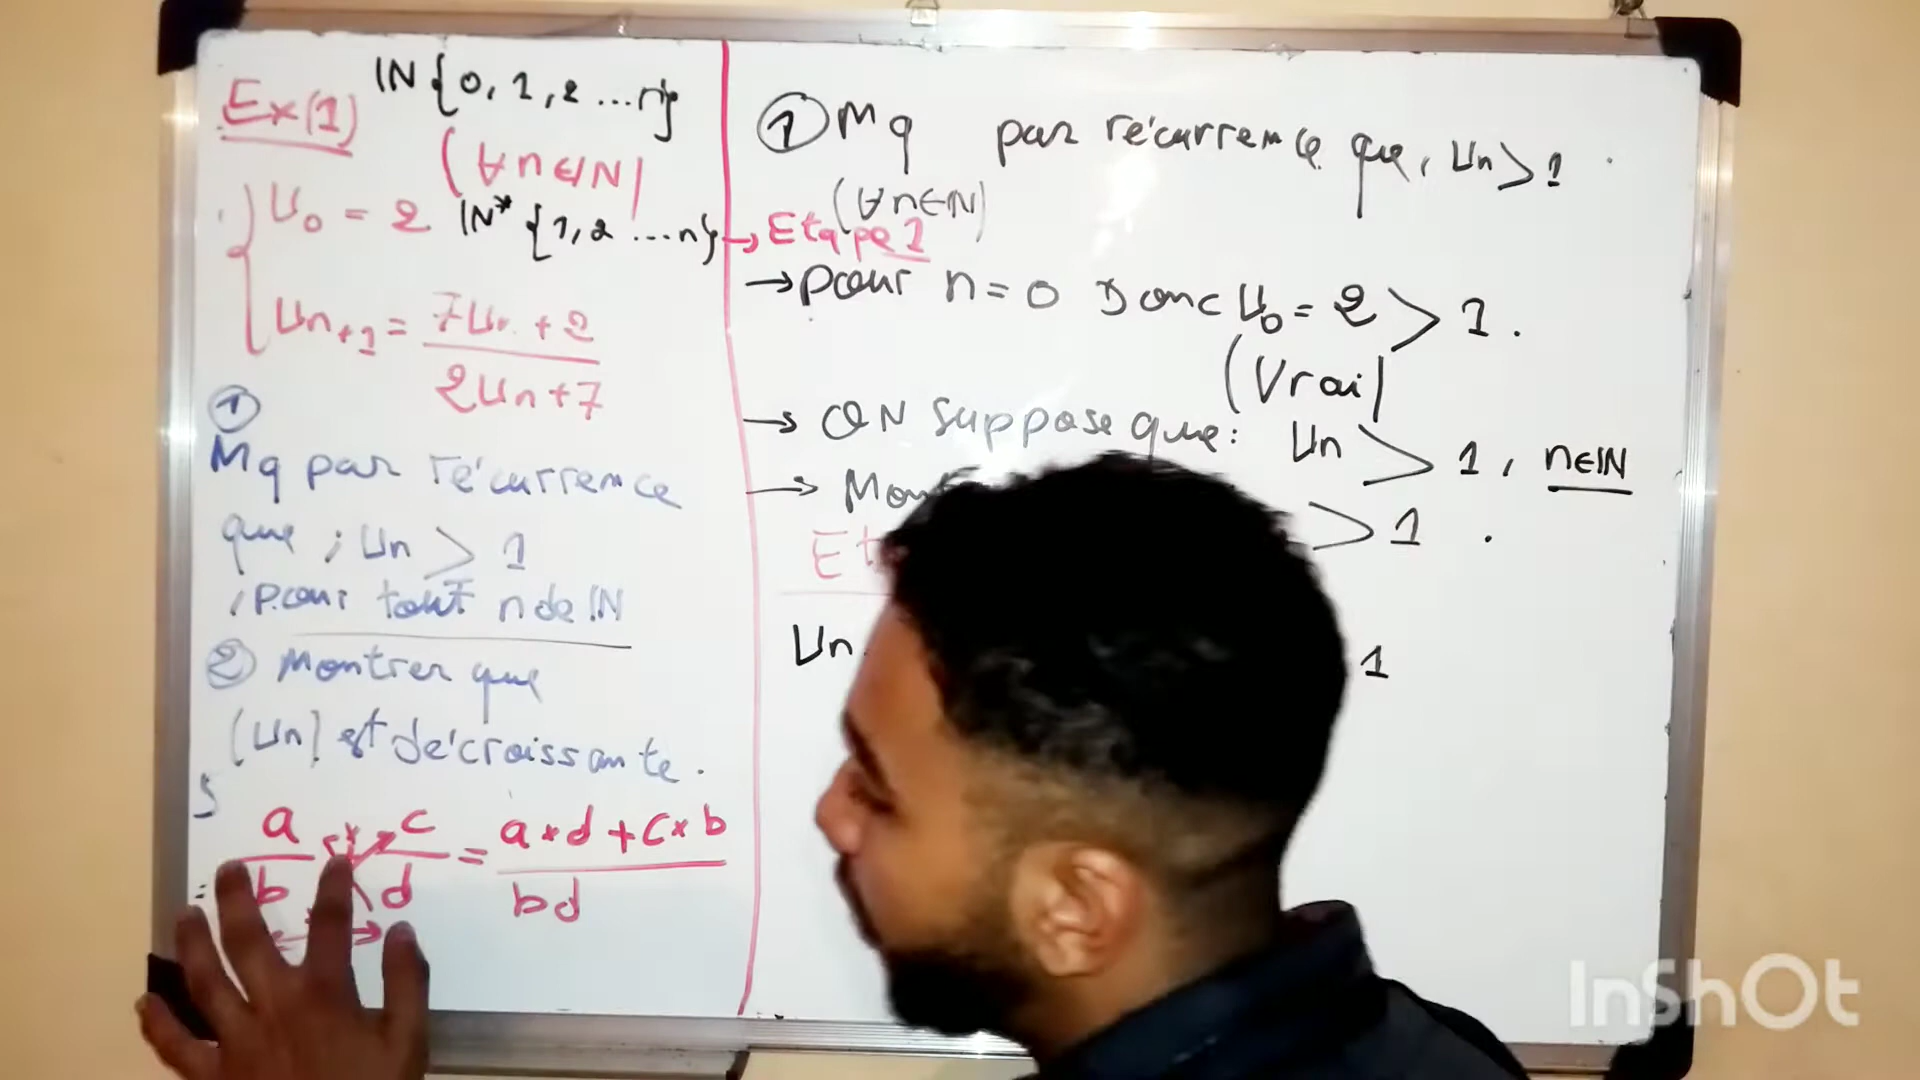 Ex(1) IN{0, 1, 2 ... n}
(∀n∈IN)
U0 = 2 IN* {1, 2 ... n}
Un+1 = (7Un + 2)/(2Un + 7)
①
Mq par récurrence
que ; Un > 1
, pour tout n de IN
② Montrer que
(Un) est décroissante.
a/b c/d = (a×d + c×b)/bd
① Mq par récurrence que, Un > 1
(∀n∈IN)
→ Etape 1
→ pour n = 0 Donc U0 = 2 > 1.
(Vrai)
→ ON suppose que : Un > 1, n∈IN
→ > 1 .
Un 1
InShOt